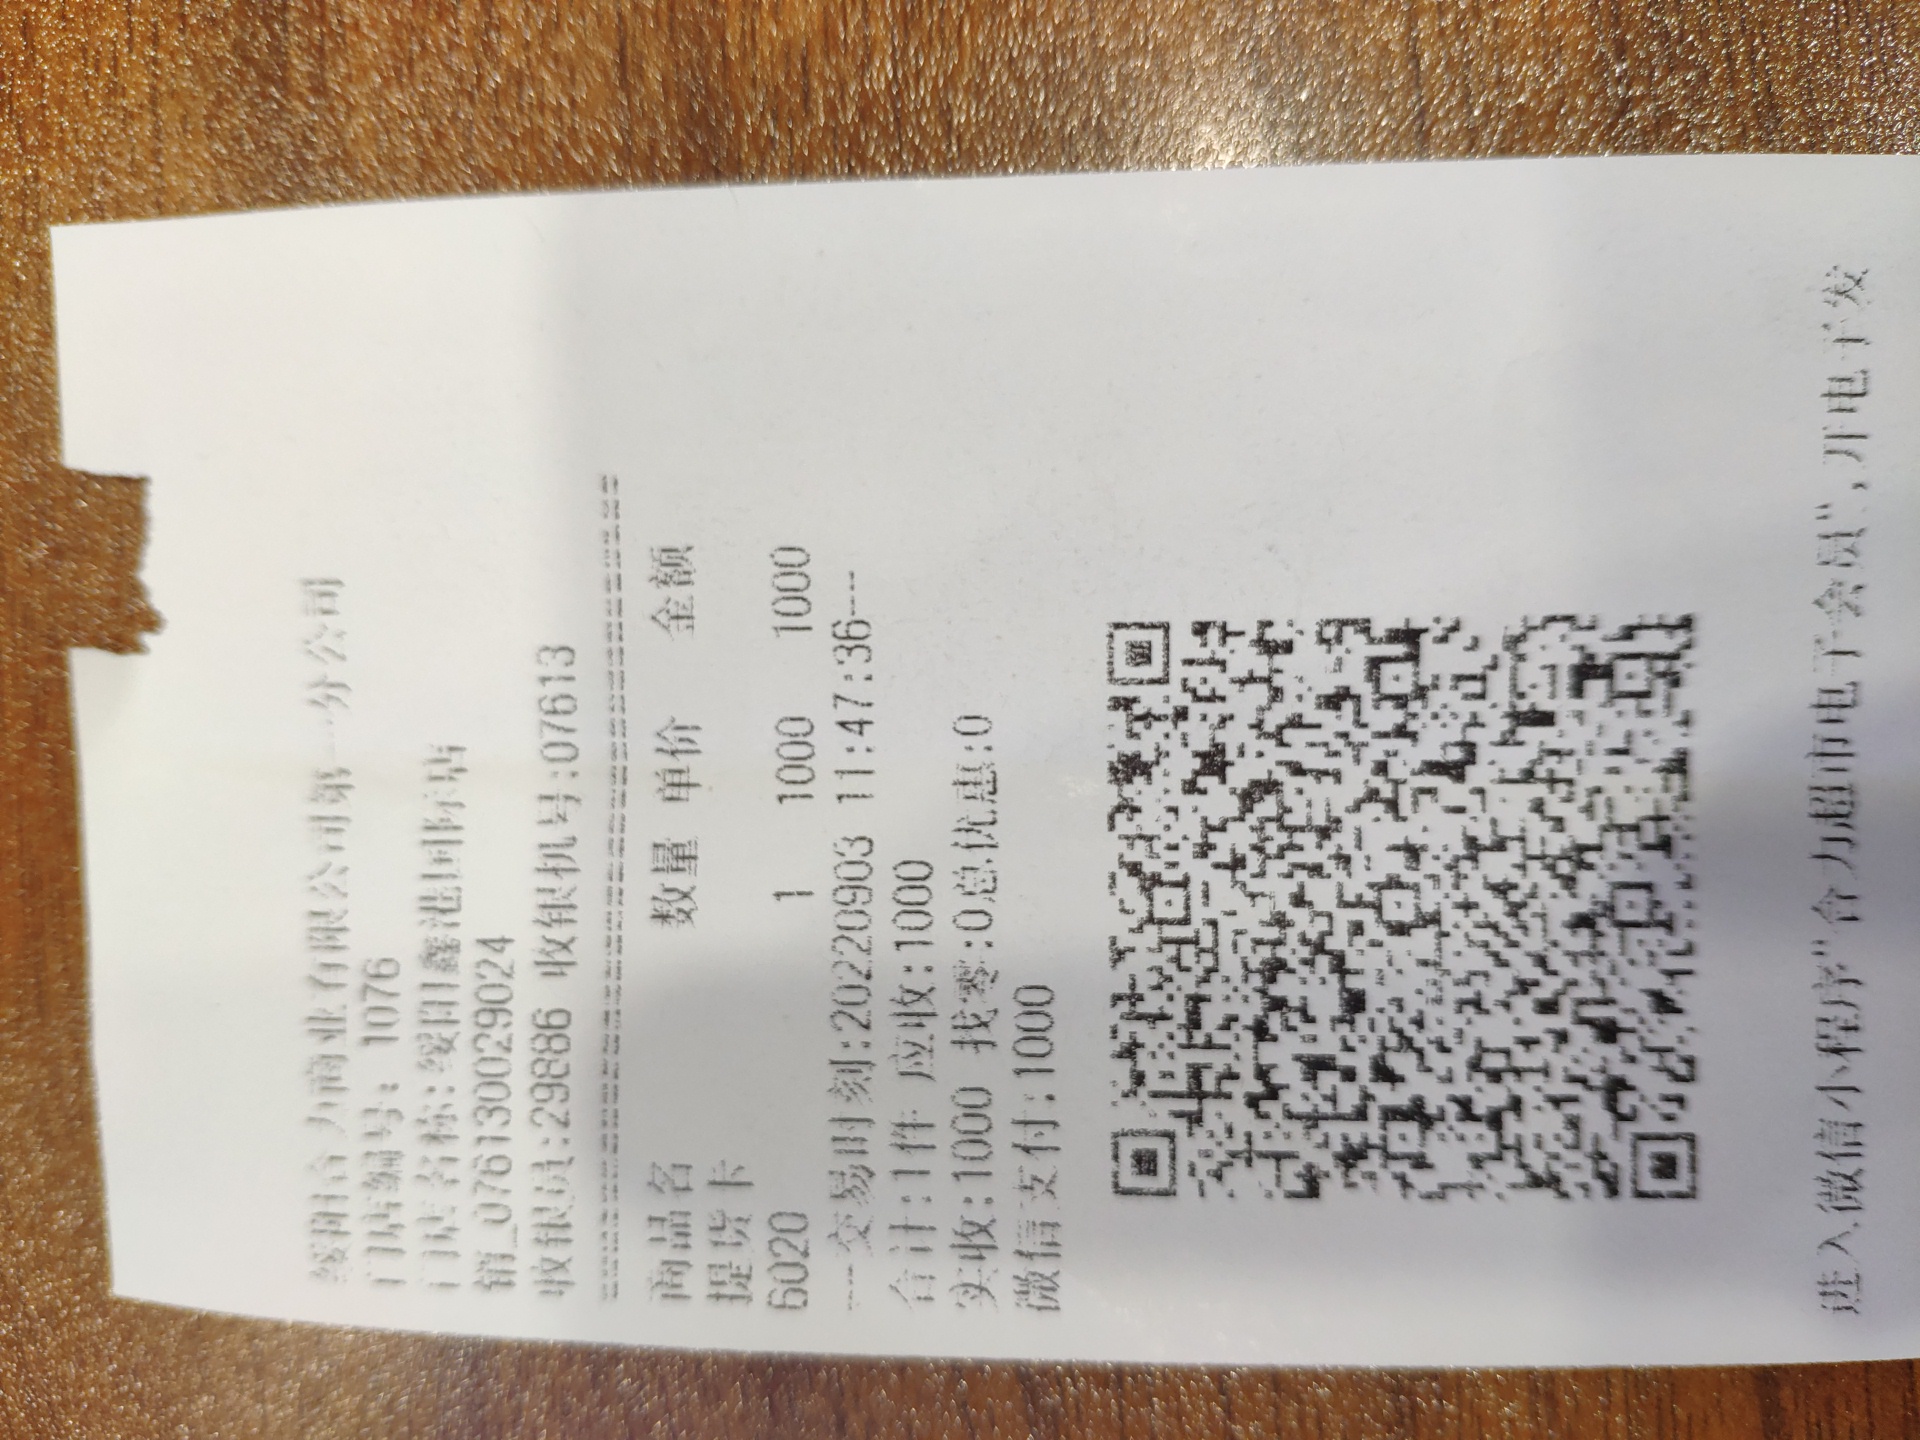 绥阳合力商业有限公司第一分公司
门店编号: 1076
门店名称:绥阳鑫港国际店
销_076130029024
收银员:29886 收银机号:07613
商品名 数量 单价 金额
提货卡
60201 1 1000 1000
---交易时刻:20220903 11:47:36---
合计:1件 应收:1000
实收:1000 找零:0总优惠:0
微信支付:1000
进入微信小程序"合力超市电子会员",开电子发